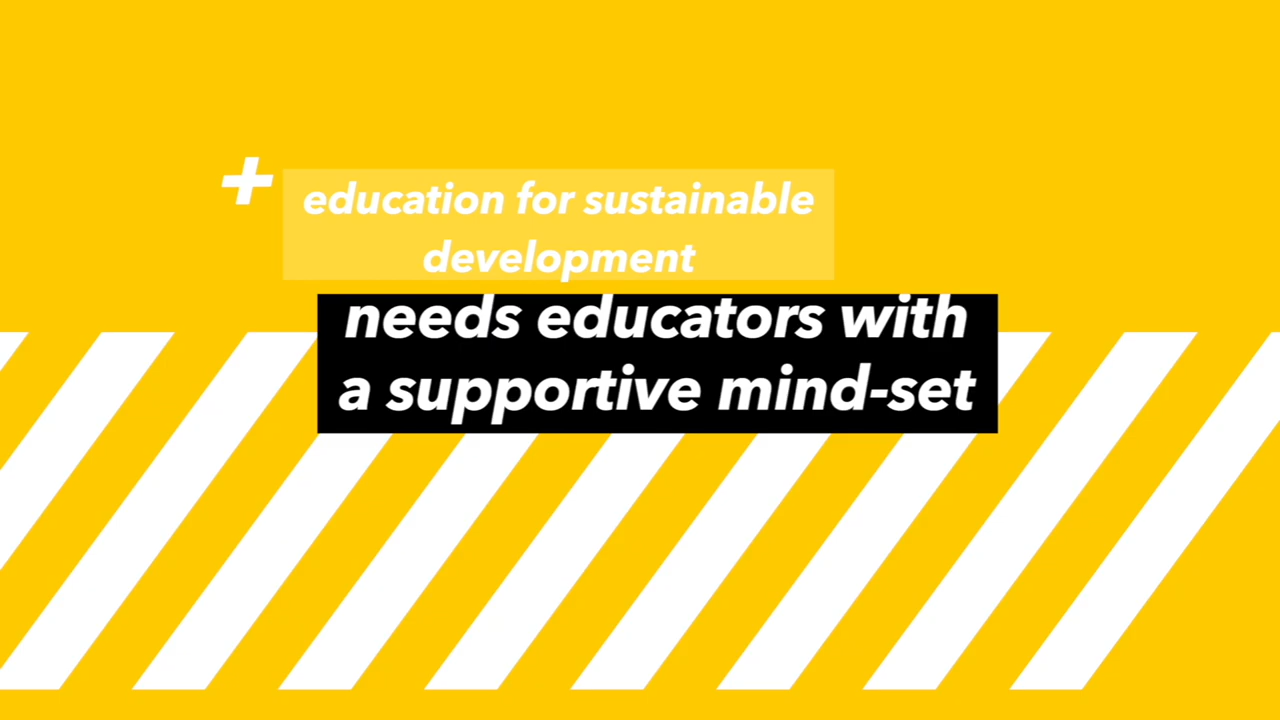 +
education for sustainable
development
needs educators with
a supportive mind-set